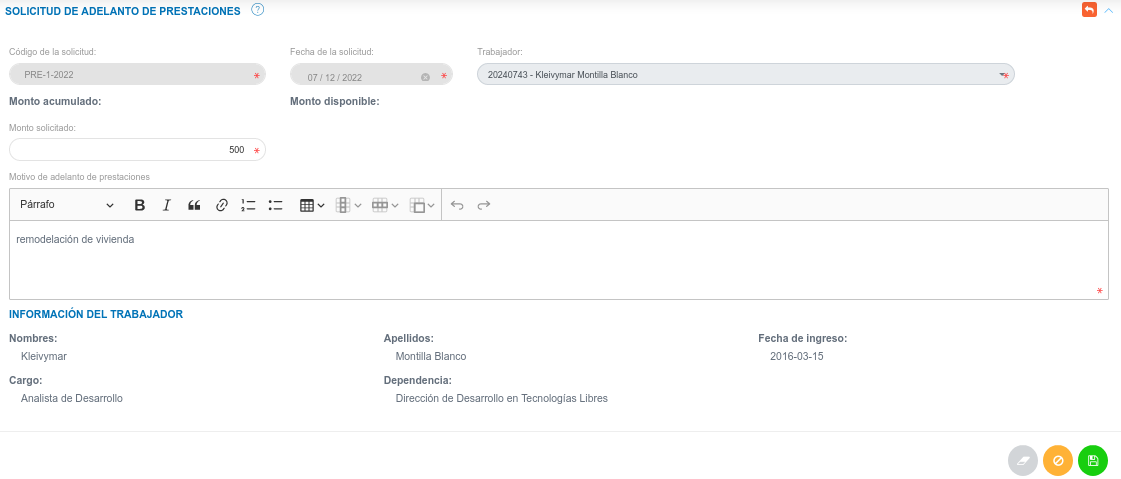 SOLICITUD DE ADELANTO DE PRESTACIONES ?
Código de la solicitud: Fecha de la solicitud: Trabajador:
PRE-1-2022 * 07 / 12 / 2022 * 20240743 - Kleivymar Montilla Blanco *
Monto acumulado: Monto disponible:
Monto solicitado:
500 *
Motivo de adelanto de prestaciones
Párrafo B I
remodelación de vivienda
*
INFORMACIÓN DEL TRABAJADOR
Nombres: Apellidos: Fecha de ingreso:
Kleivymar Montilla Blanco 2016-03-15
Cargo: Dependencia:
Analista de Desarrollo Dirección de Desarrollo en Tecnologías Libres